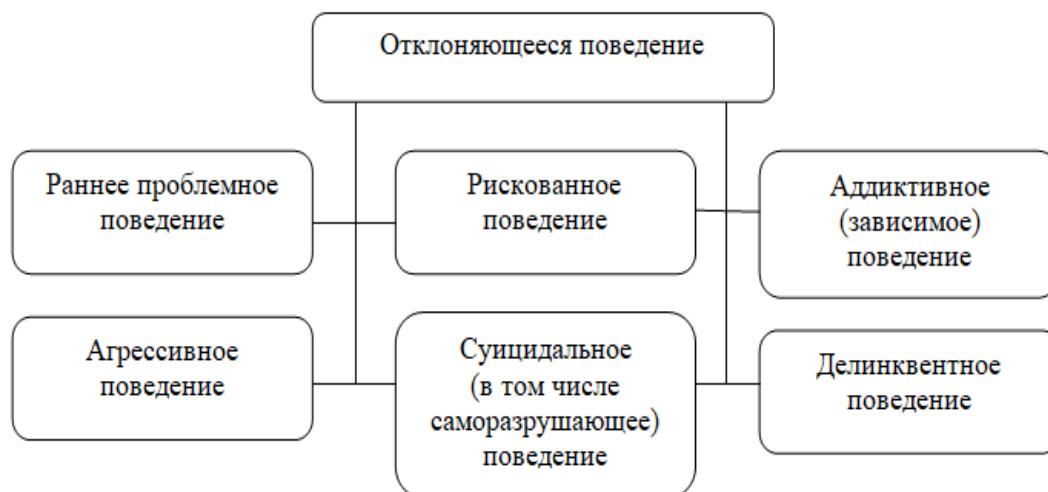 Отклоняющееся поведение
Раннее проблемное
поведение
Рискованное
поведение
Аддиктивное
(зависимое)
поведение
Агрессивное
поведение
Суицидальное
(в том числе
саморазрушающее)
поведение
Делинквентное
поведение